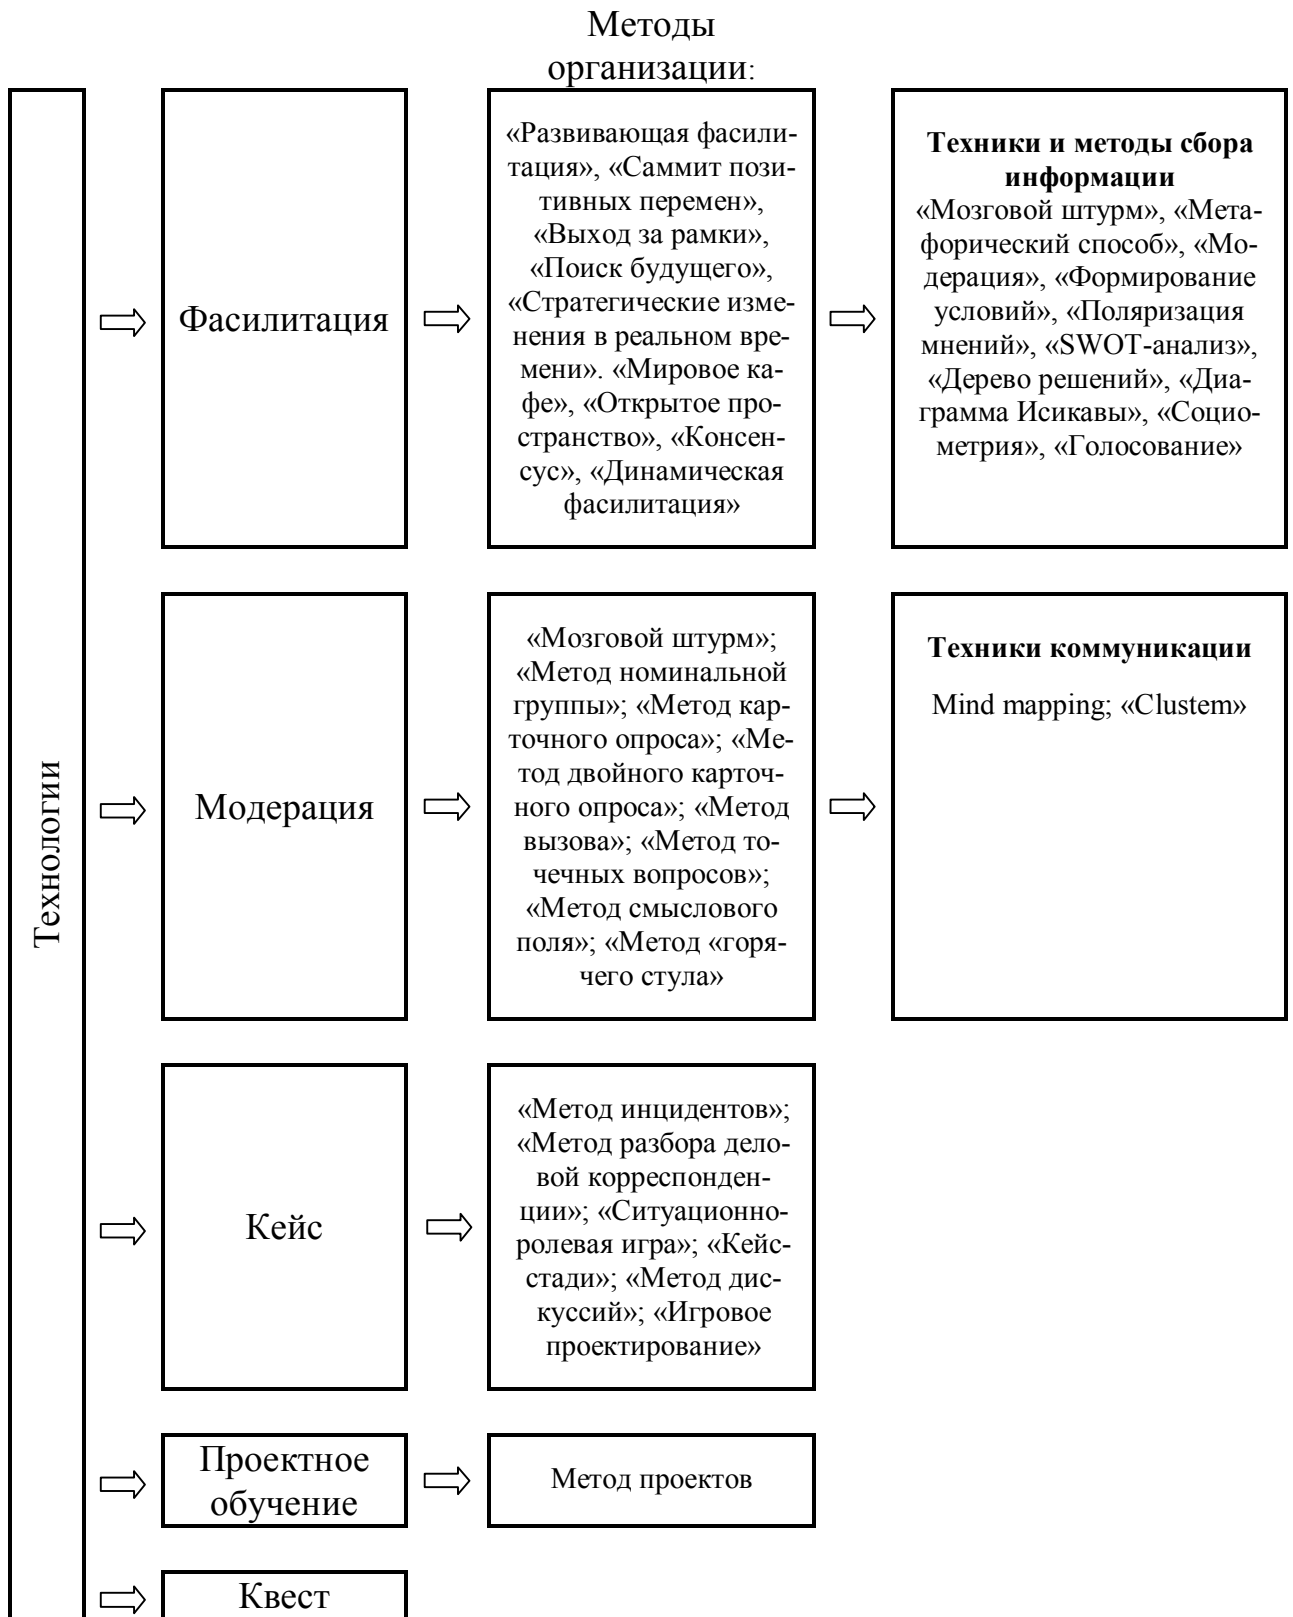 Методы
организации:
Технологии
Фасилитация
«Развивающая фасили-
тация», «Саммит пози-
тивных перемен»,
«Выход за рамки»,
«Поиск будущего»,
«Стратегические изме-
нения в реальном вре-
мени». «Мировое ка-
фе», «Открытое про-
странство», «Консен-
сус», «Динамическая
фасилитация»
Техники и методы сбора
информации
«Мозговой штурм», «Мета-
форический способ», «Мо-
дерация», «Формирование
условий», «Поляризация
мнений», «SWOT-анализ»,
«Дерево решений», «Диа-
грамма Исикавы», «Социо-
метрия», «Голосование»
Модерация
«Мозговой штурм»;
«Метод номинальной
группы»; «Метод кар-
точного опроса»; «Ме-
тод двойного карточ-
ного опроса»; «Метод
вызова»; «Метод то-
чечных вопросов»;
«Метод смыслового
поля»; «Метод «горя-
чего стула»
Техники коммуникации
Mind mapping; «Clustem»
Кейс
«Метод инцидентов»;
«Метод разбора дело-
вой корреспонден-
ции»; «Ситуационно-
ролевая игра»; «Кейс-
стади»; «Метод дис-
куссий»; «Игровое
проектирование»
Проектное
обучение
Метод проектов
Квест